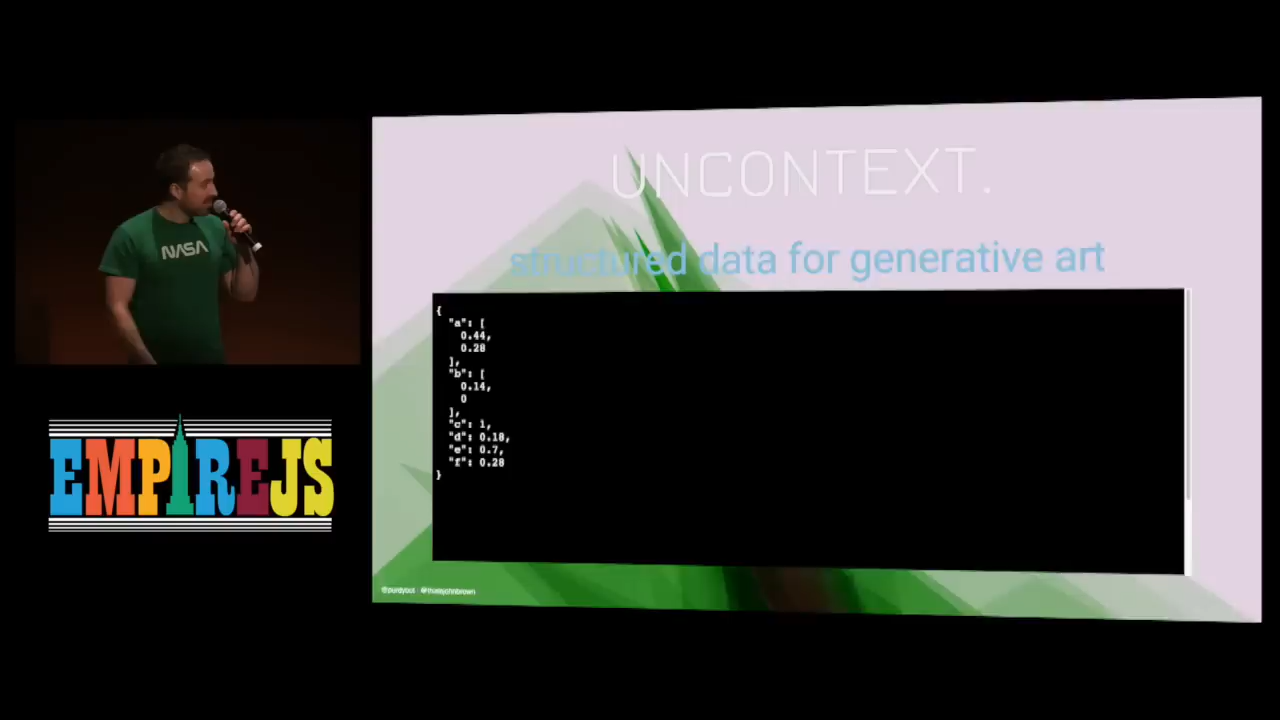 NASA
EMPIREJS
UNCONTEXT.
structured data for generative art
{
"a": [
0.44,
0.28
],
"b": [
0.14,
0
],
"c": 1,
"d": 0.18,
"e": 0.7,
"f": 0.28
}